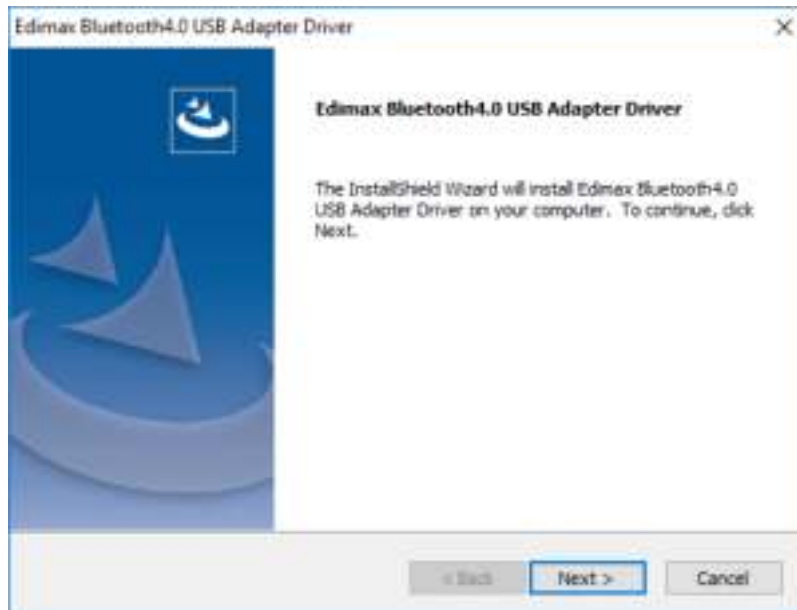 Edimax Bluetooth4.0 USB Adapter Driver
Edimax Bluetooth4.0 USB Adapter Driver
The InstallShield Wizard will install Edimax Bluetooth4.0
USB Adapter Driver on your computer. To continue, click
Next.
< Back
Next >
Cancel